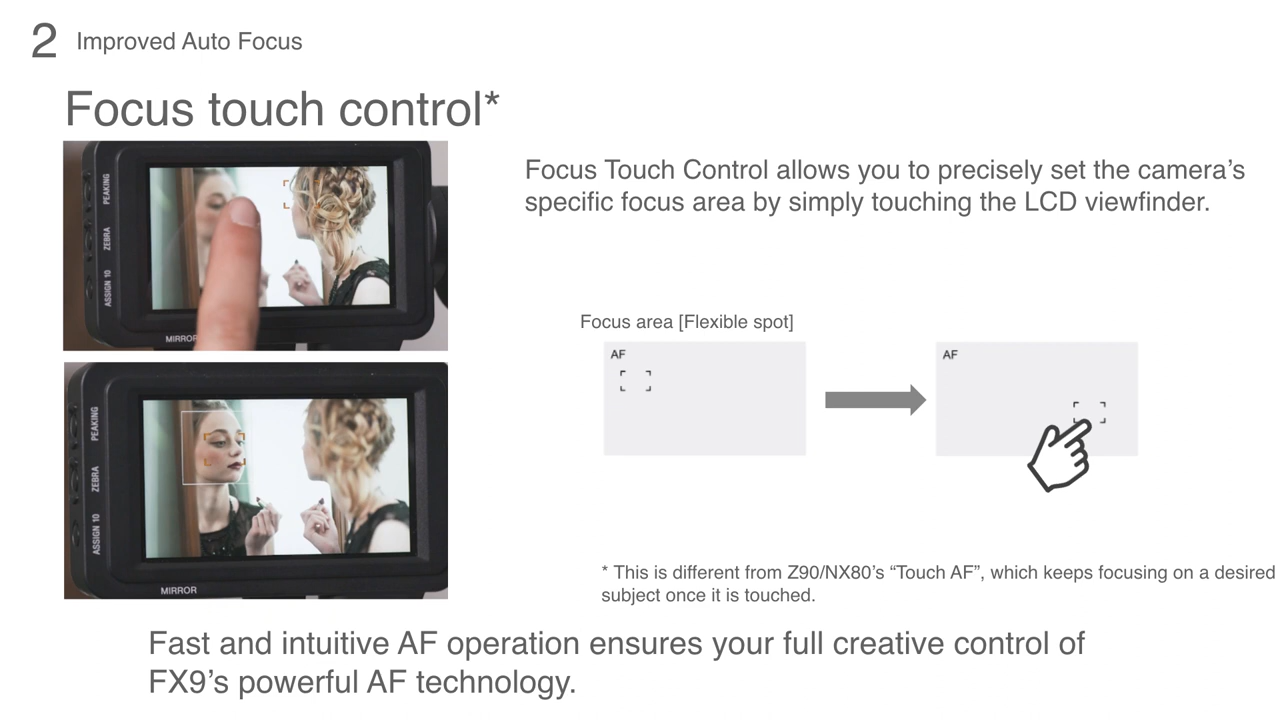 2 Improved Auto Focus
Focus touch control*
PEAKING
ZEBRA
ASSIGN 10
MIRROR
PEAKING
ZEBRA
ASSIGN 10
MIRROR
Focus Touch Control allows you to precisely set the camera’s
specific focus area by simply touching the LCD viewfinder.
Focus area [Flexible spot]
AF
AF
* This is different from Z90/NX80’s “Touch AF”, which keeps focusing on a desired
subject once it is touched.
Fast and intuitive AF operation ensures your full creative control of
FX9’s powerful AF technology.